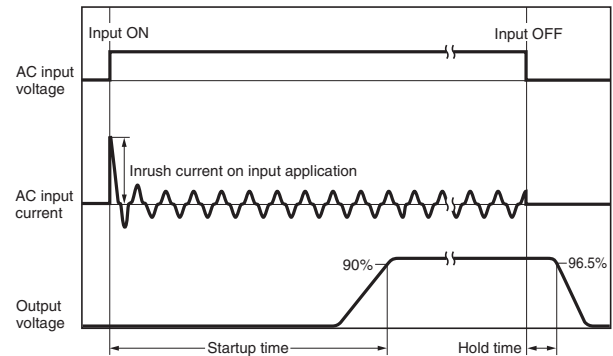 Input ON
Input OFF
AC input
voltage
Inrush current on input application
AC input
current
90%
96.5%
Output
voltage
Startup time
Hold time